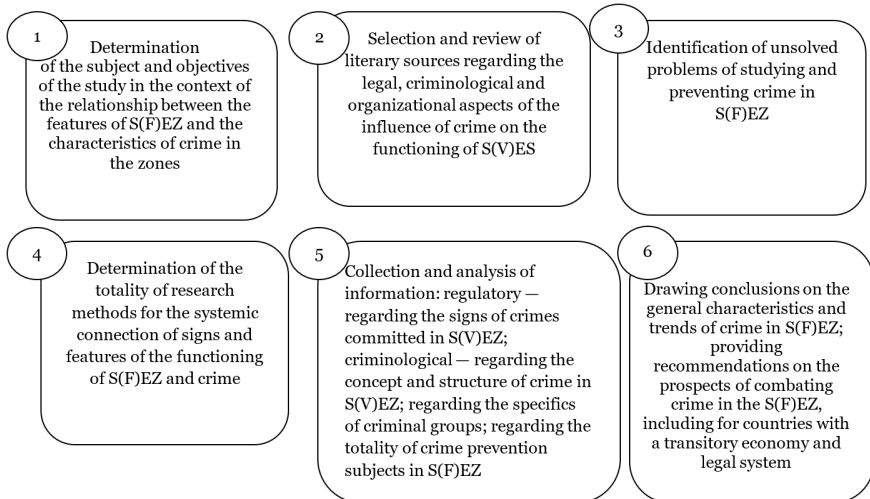 1
Determination
of the subject and objectives
of the study in the context of
the relationship between the
features of S(F)EZ and the
characteristics of crime in
the zones
2
Selection and review of
literary sources regarding the
legal, criminological and
organizational aspects of the
influence of crime on the
functioning of S(V)ES
3
Identification of unsolved
problems of studying and
preventing crime in
S(F)EZ
4
Determination of the
totality of research
methods for the systemic
connection of signs and
features of the functioning
of S(F)EZ and crime
5
Collection and analysis of
information: regulatory —
regarding the signs of crimes
committed in S(V)EZ;
criminological — regarding the
concept and structure of crime in
S(V)EZ; regarding the specifics
of criminal groups; regarding the
totality of crime prevention
subjects in S(F)EZ
6
Drawing conclusions on the
general characteristics and
trends of crime in S(F)EZ;
providing
recommendations on the
prospects of combating
crime in the S(F)EZ,
including for countries with
a transitory economy and
legal system